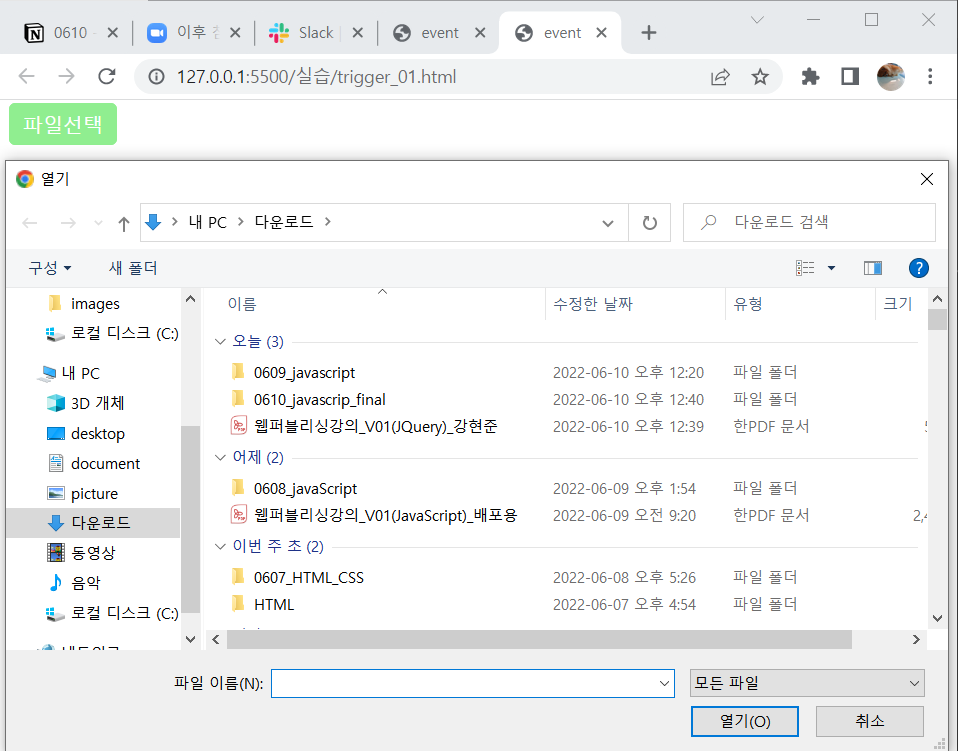 0610
이후
Slack
event
event
127.0.0.1:5500/실습/trigger_01.html
파일선택
열기
내 PC
다운로드
다운로드 검색
구성
새 폴더
images
로컬 디스크 (C:)
내 PC
3D 개체
desktop
document
picture
다운로드
동영상
음악
로컬 디스크 (C:)
이름 수정한 날짜 유형 크기
오늘 (3)
0609_javascript 2022-06-10 오후 12:20 파일 폴더
0610_javascrip_final 2022-06-10 오후 12:40 파일 폴더
웹퍼블리싱강의_V01(JQuery)_강현준 2022-06-10 오후 12:39 한PDF 문서
어제 (2)
0608_javaScript 2022-06-09 오후 1:54 파일 폴더
웹퍼블리싱강의_V01(JavaScript)_배포용 2022-06-09 오전 9:20 한PDF 문서 2,4
이번 주 초 (2)
0607_HTML_CSS 2022-06-08 오후 5:26 파일 폴더
HTML 2022-06-07 오후 4:54 파일 폴더
파일 이름(N):
모든 파일
열기(O)
취소